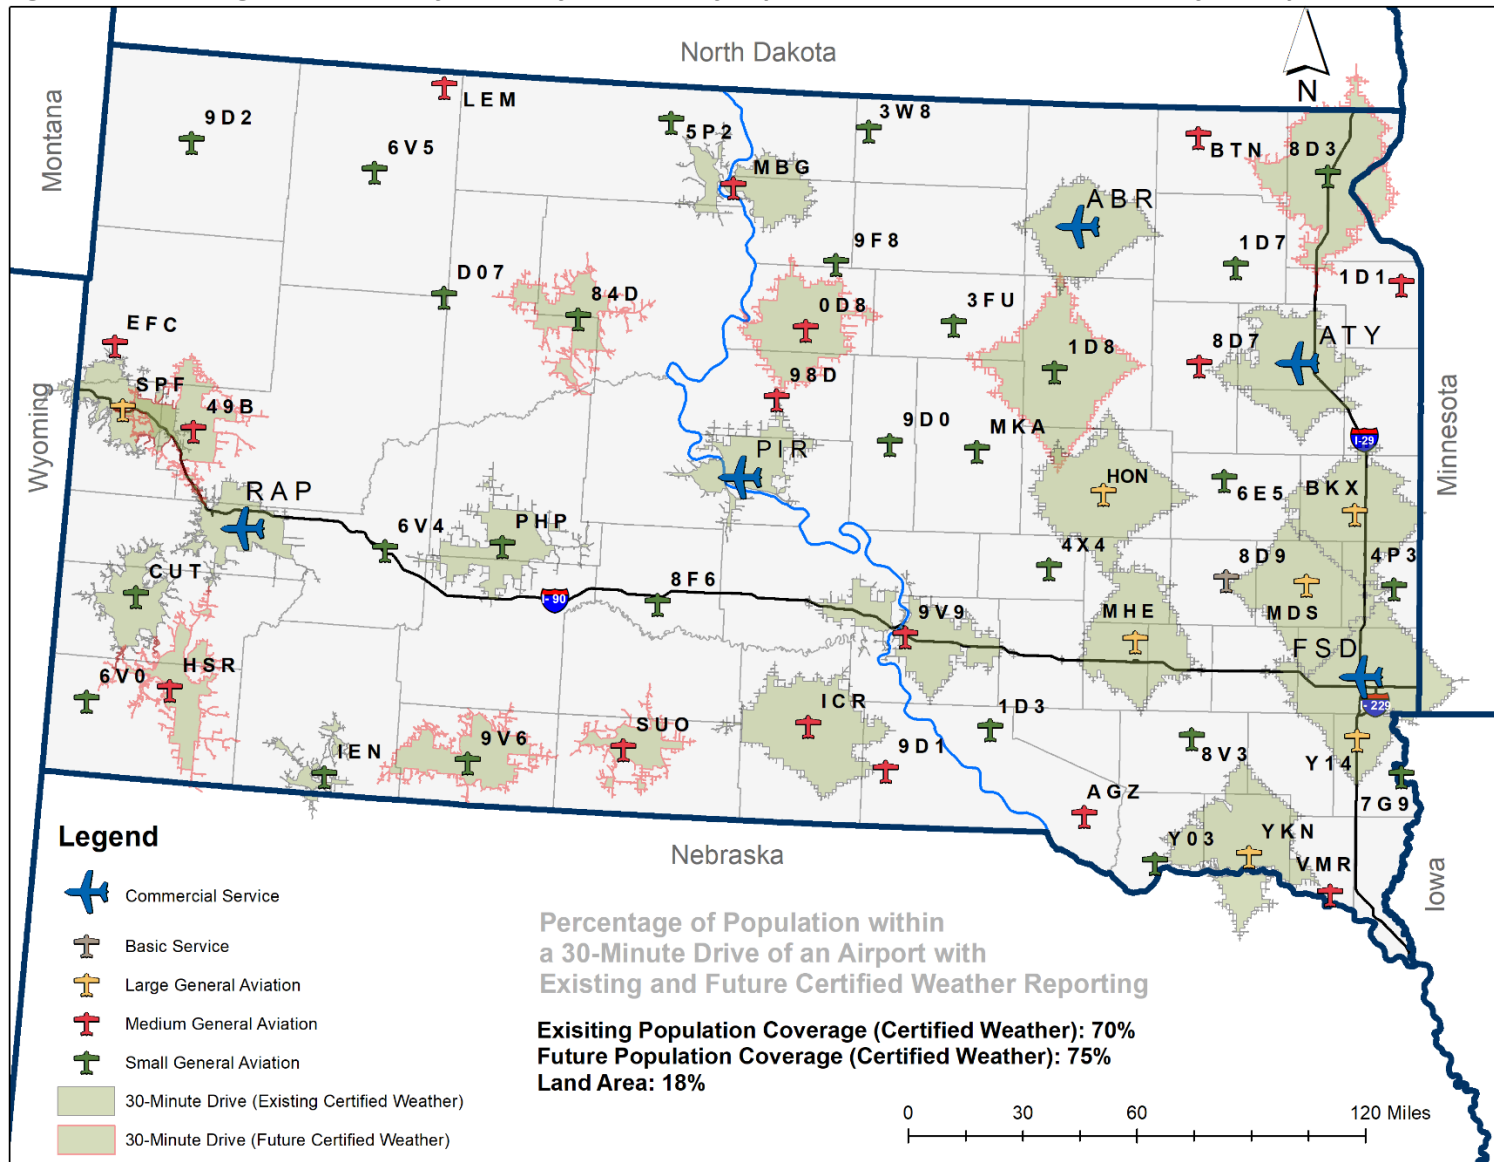 North Dakota
Montana
N
LEM
9D2
3W8
5P2
BTN
8D3
6V5
MBG
ABR
9F8
1D7
1D1
D07
84D
0D8
3FU
EFC
ATY
1D8
8D7
98D
SPF
49B
Wyoming
9D0
MKA
Minnesota
I-29
PIR
HON
RAP
6E5
BKX
6V4
PHP
4X4
8D9
4P3
CUT
8F6
I-90
9V9
MHE
MDS
FSD
HSR
6V0
ICR
1D3
I-229
SUO
9V6
IEN
9D1
8V3
Y14
AGZ
7G9
Y03
YKN
VMR
Nebraska
Iowa
Legend
Commercial Service
Basic Service
Large General Aviation
Medium General Aviation
Small General Aviation
30-Minute Drive (Existing Certified Weather)
30-Minute Drive (Future Certified Weather)
Percentage of Population within
a 30-Minute Drive of an Airport with
Existing and Future Certified Weather Reporting
Exisiting Population Coverage (Certified Weather): 70%
Future Population Coverage (Certified Weather): 75%
Land Area: 18%
0 30 60 120 Miles